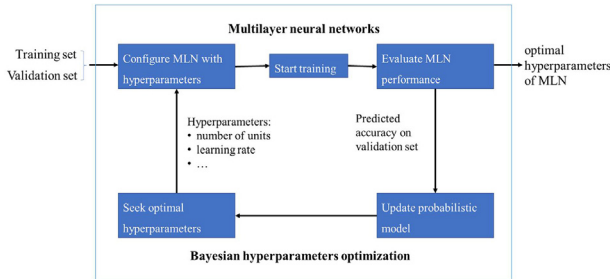 Multilayer neural networks
Training set
Validation set
Configure MLN with
hyperparameters
Start training
Evaluate MLN
performance
optimal
hyperparameters
of MLN
Hyperparameters:
• number of units
• learning rate
• …
Predicted
accuracy on
validation set
Seek optimal
hyperparameters
Update probabilistic
model
Bayesian hyperparameters optimization